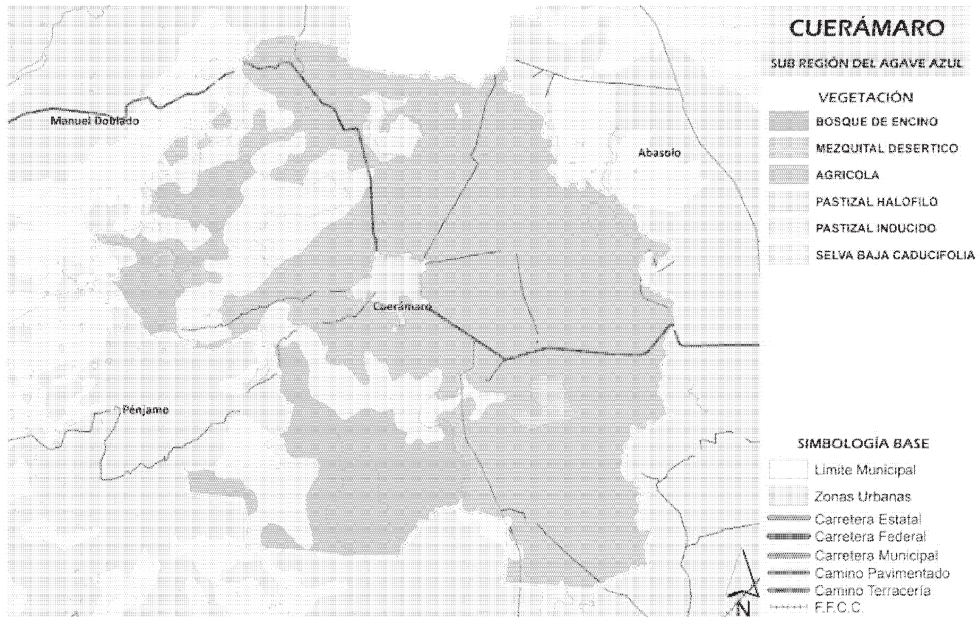 CUERÁMARO
SUB REGIÓN DEL AGAVE AZUL
VEGETACIÓN
BOSQUE DE ENCINO
MEZQUITAL DESERTICO
AGRICOLA
PASTIZAL HALOFILO
PASTIZAL INDUCIDO
SELVA BAJA CADUCIFOLIA
Manuel Doblado
Abasolo
Cuerámaro
Pénjamo
SIMBOLOGÍA BASE
Limite Municipal
Zonas Urbanas
Carretera Estatal
Carretera Federal
Carretera Municipal
Camino Pavimentado
Camino Terracería
F.F.C.C.
N